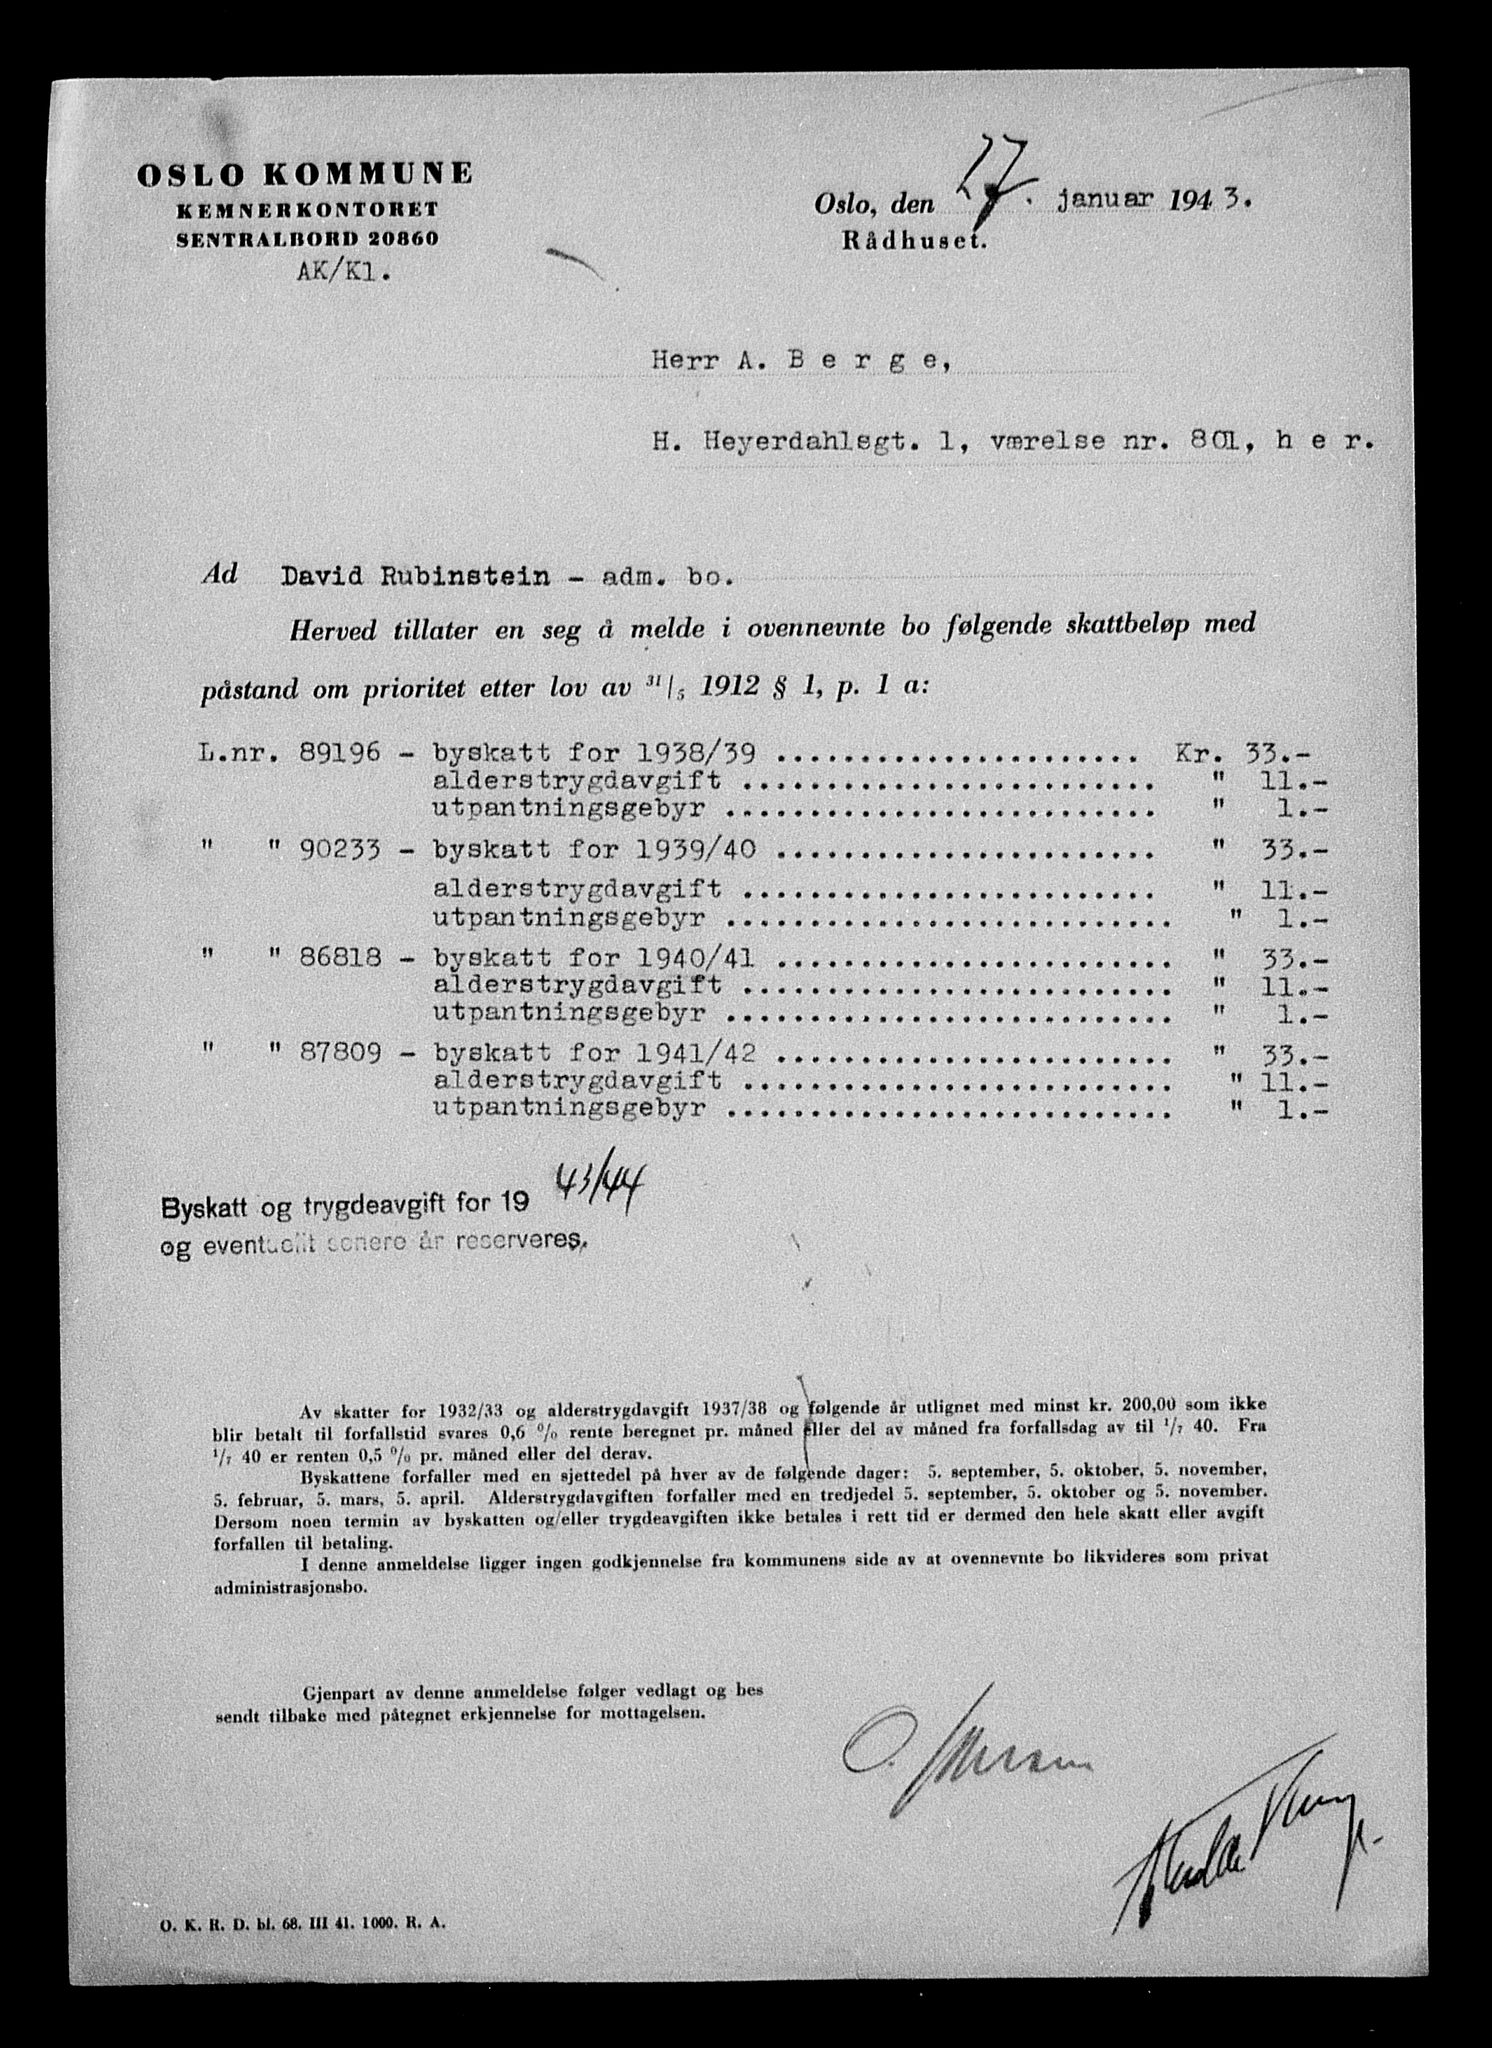 OSLO KOMMUNE
KEMNERKONTORET
SENTRALBORD 20860
AK/Kl.
Oslo, den 27. januar 1943.
Rådhuset.
Herr A. B e r g e,
H. Heyerdahlsgt. 1, værelse nr. 801, h e r.
Ad David Rubinstein - adm. bo.
Herved tillater en seg å melde i ovennevnte bo følgende skattbeløp med
påstand om prioritet etter lov av 31/5 1912 § 1, p. 1 a:
L.nr. 89196 - byskatt for 1938/39 ...................... Kr. 33.-
alderstrygdavgift ......................... " 11.-
utpantningsgebyr .......................... " 1.-
" " 90233 - byskatt for 1939/40 ....................... " 33.-
alderstrygdavgift ......................... " 11.-
utpantningsgebyr ........................... " 1.-
" " 86818 - byskatt for 1940/41 ........................ " 33.-
alderstrygdavgift .......................... " 11.-
utpantningsgebyr ........................... " 1.-
" " 87809 - byskatt for 1941/42 ........................ " 33.-
alderstrygdavgift .......................... " 11.-
utpantningsgebyr ........................... " 1.-
Byskatt og trygdeavgift for 19 43/44
og eventuelt senere år reserveres.
Av skatter for 1932/33 og alderstrygdavgift 1937/38 og følgende år utlignet med minst kr. 200,00 som ikke
blir betalt til forfallstid svares 0,6 % rente beregnet pr. måned eller del av måned fra forfallsdag av til 1/7 40. Fra
1/7 40 er renten 0,5 % pr. måned eller del derav.
Byskattene forfaller med en sjettedel på hver av de følgende dager: 5. september, 5. oktober, 5. november,
5. februar, 5. mars, 5. april. Alderstrygdavgiften forfaller med en tredjedel 5. september, 5. oktober og 5. november.
Dersom noen termin av byskatten og/eller trygdeavgiften ikke betales i rett tid er dermed den hele skatt eller avgift
forfallen til betaling.
I denne anmeldelse ligger ingen godkjennelse fra kommunens side av at ovennevnte bo likvideres som privat
administrasjonsbo.
Gjenpart av denne anmeldelse følger vedlagt og bes
sendt tilbake med påtegnet erkjennelse for mottagelsen.
O. K. R. D. bl. 68. III 41. 1000. R. A.